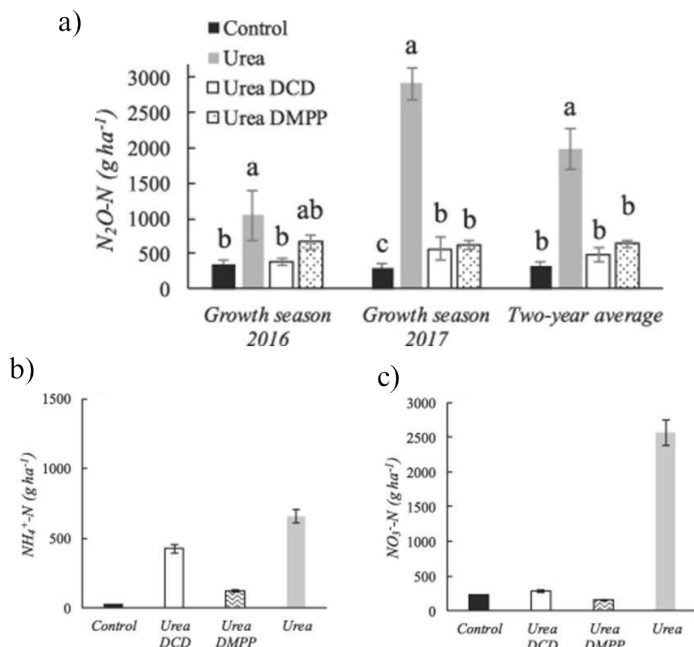 a)
Control
Urea
Urea DCD
Urea DMPP
N₂O-N (g ha⁻¹)
3000
2500
2000
1500
1000
500
0
b
a
b
ab
c
a
b
b
b
a
b
b
Growth season
2016
Growth season
2017
Two-year average
b)
NH₄⁺-N (g ha⁻¹)
1500
1000
500
0
Control
Urea
DCD
Urea
DMPP
Urea
c)
NO₃⁻-N (g ha⁻¹)
3000
2500
2000
1500
1000
500
0
Control
Urea
DCD
Urea
DMPP
Urea